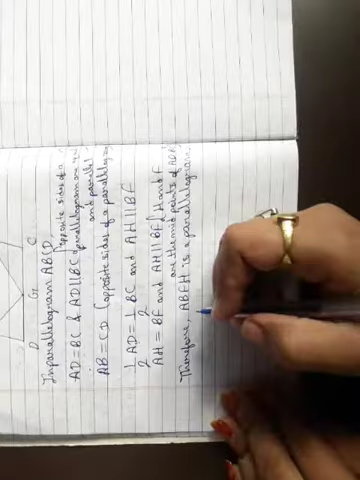 D G C
In parallelogram ABCD,
AD = BC & AD || BC (opposite sides of a
parallelogram are equal
and parallel
AB = CD (opposite sides of a parallelogram
1/2 AD = 1/2 BC and AH || BF
AH = BF and AH || BF (H and F
are the mid points of AD &
Therefore, ABFH is a parallelogram.